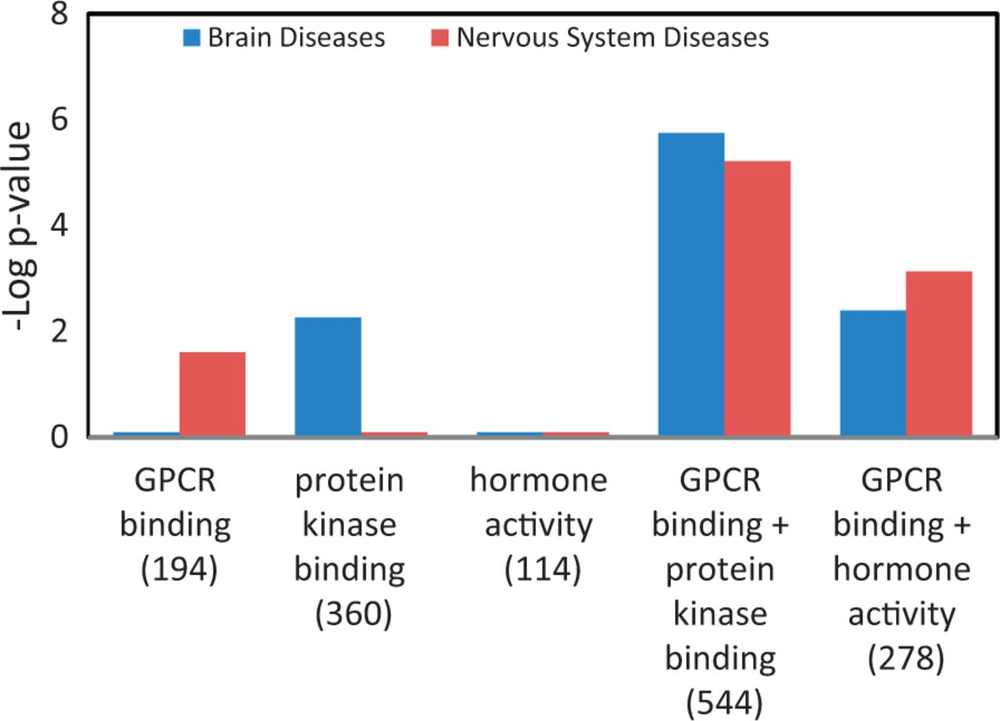 -Log p-value
8
6
4
2
0
Brain Diseases
Nervous System Diseases
GPCR
binding
(194)
protein
kinase
binding
(360)
hormone
activity
(114)
GPCR
binding +
protein
kinase
binding
(544)
GPCR
binding +
hormone
activity
(278)